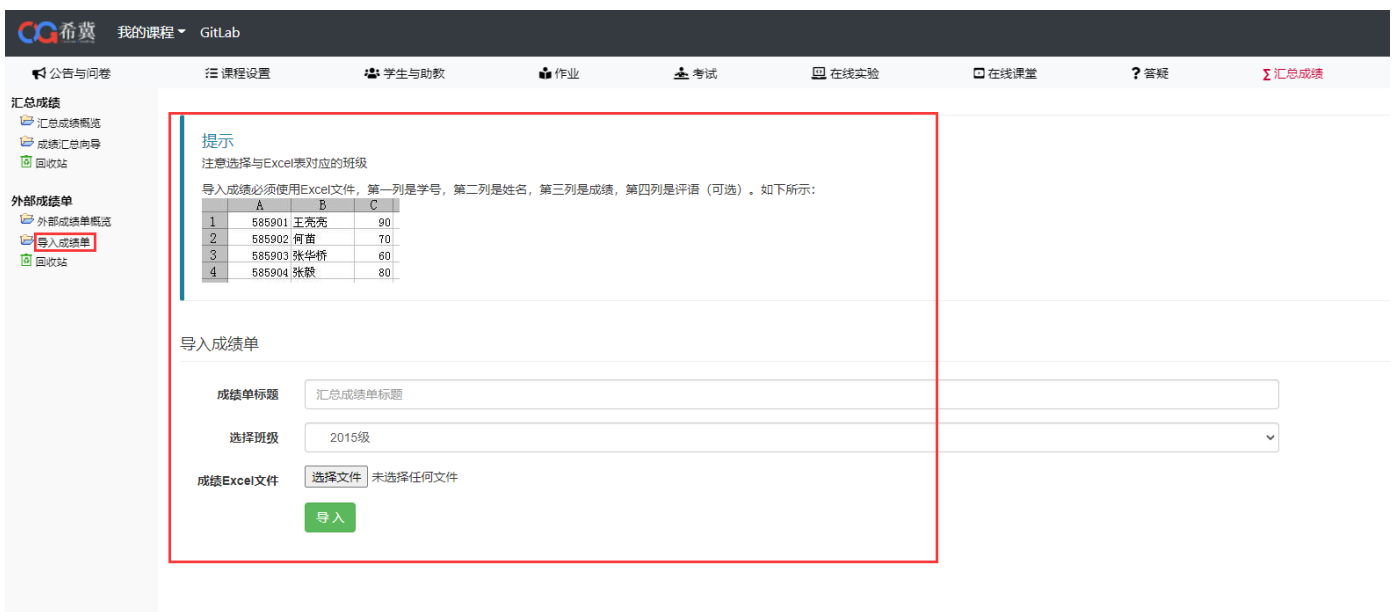 CG希冀 我的课程 GitLab
公告与问卷 课程设置 学生与助教 作业 考试 在线实验 在线课堂 ?答疑 Σ汇总成绩
汇总成绩
汇总成绩概览
成绩汇总向导
回收站
外部成绩单
外部成绩单概览
导入成绩单
回收站
提示
注意选择与Excel表对应的班级
导入成绩必须使用Excel文件，第一列是学号，第二列是姓名，第三列是成绩，第四列是评语（可选）。如下所示：
A B C
1 585901 王亮亮 90
2 585902 何苗 70
3 585903 张华桥 60
4 585904 张毅 80
导入成绩单
成绩单标题 汇总成绩单标题
选择班级 2015级
成绩Excel文件 选择文件 未选择任何文件
导入